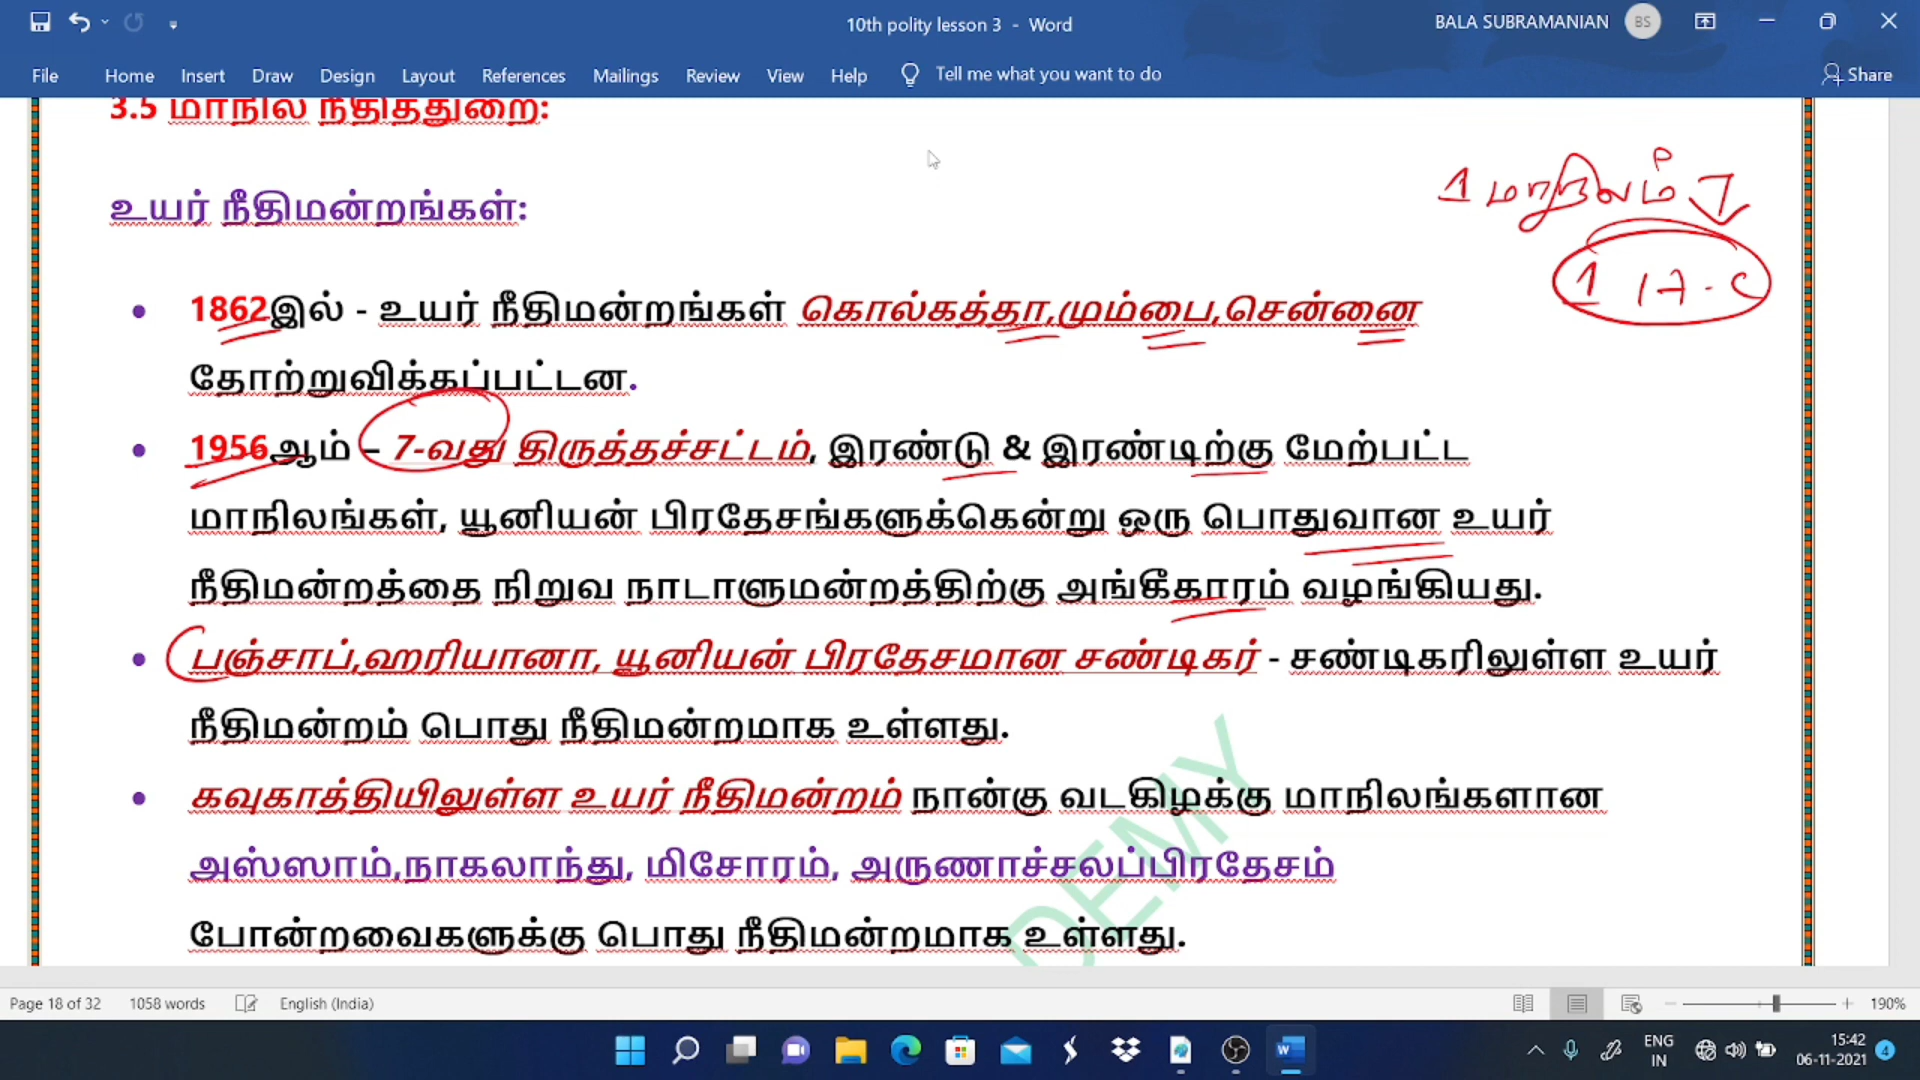 10th polity lesson 3 - Word
BALA SUBRAMANIAN BS
File Home Insert Draw Design Layout References Mailings Review View Help Tell me what you want to do Share
3.5 மாநில நீதித்துறை:
1 மாநிலம்
உயர் நீதிமன்றங்கள்:
1
1862இல் - உயர் நீதிமன்றங்கள் கொல்கத்தா,மும்பை,சென்னை
தோற்றுவிக்கப்பட்டன.
1956ஆம் – 7-வது திருத்தச்சட்டம், இரண்டு & இரண்டிற்கு மேற்பட்ட
மாநிலங்கள், யூனியன் பிரதேசங்களுக்கென்று ஒரு பொதுவான உயர்
நீதிமன்றத்தை நிறுவ நாடாளுமன்றத்திற்கு அங்கீகாரம் வழங்கியது.
பஞ்சாப்,ஹரியானா, யூனியன் பிரதேசமான சண்டிகர் - சண்டிகரிலுள்ள உயர்
நீதிமன்றம் பொது நீதிமன்றமாக உள்ளது.
கவுகாத்தியிலுள்ள உயர் நீதிமன்றம் நான்கு வடகிழக்கு மாநிலங்களான
அஸ்ஸாம்,நாகலாந்து, மிசோரம், அருணாச்சலப்பிரதேசம்
போன்றவைகளுக்கு பொது நீதிமன்றமாக உள்ளது.
DEMY
Page 18 of 32 1058 words English (India) 190%
ENG
IN
15:42
06-11-2021
4